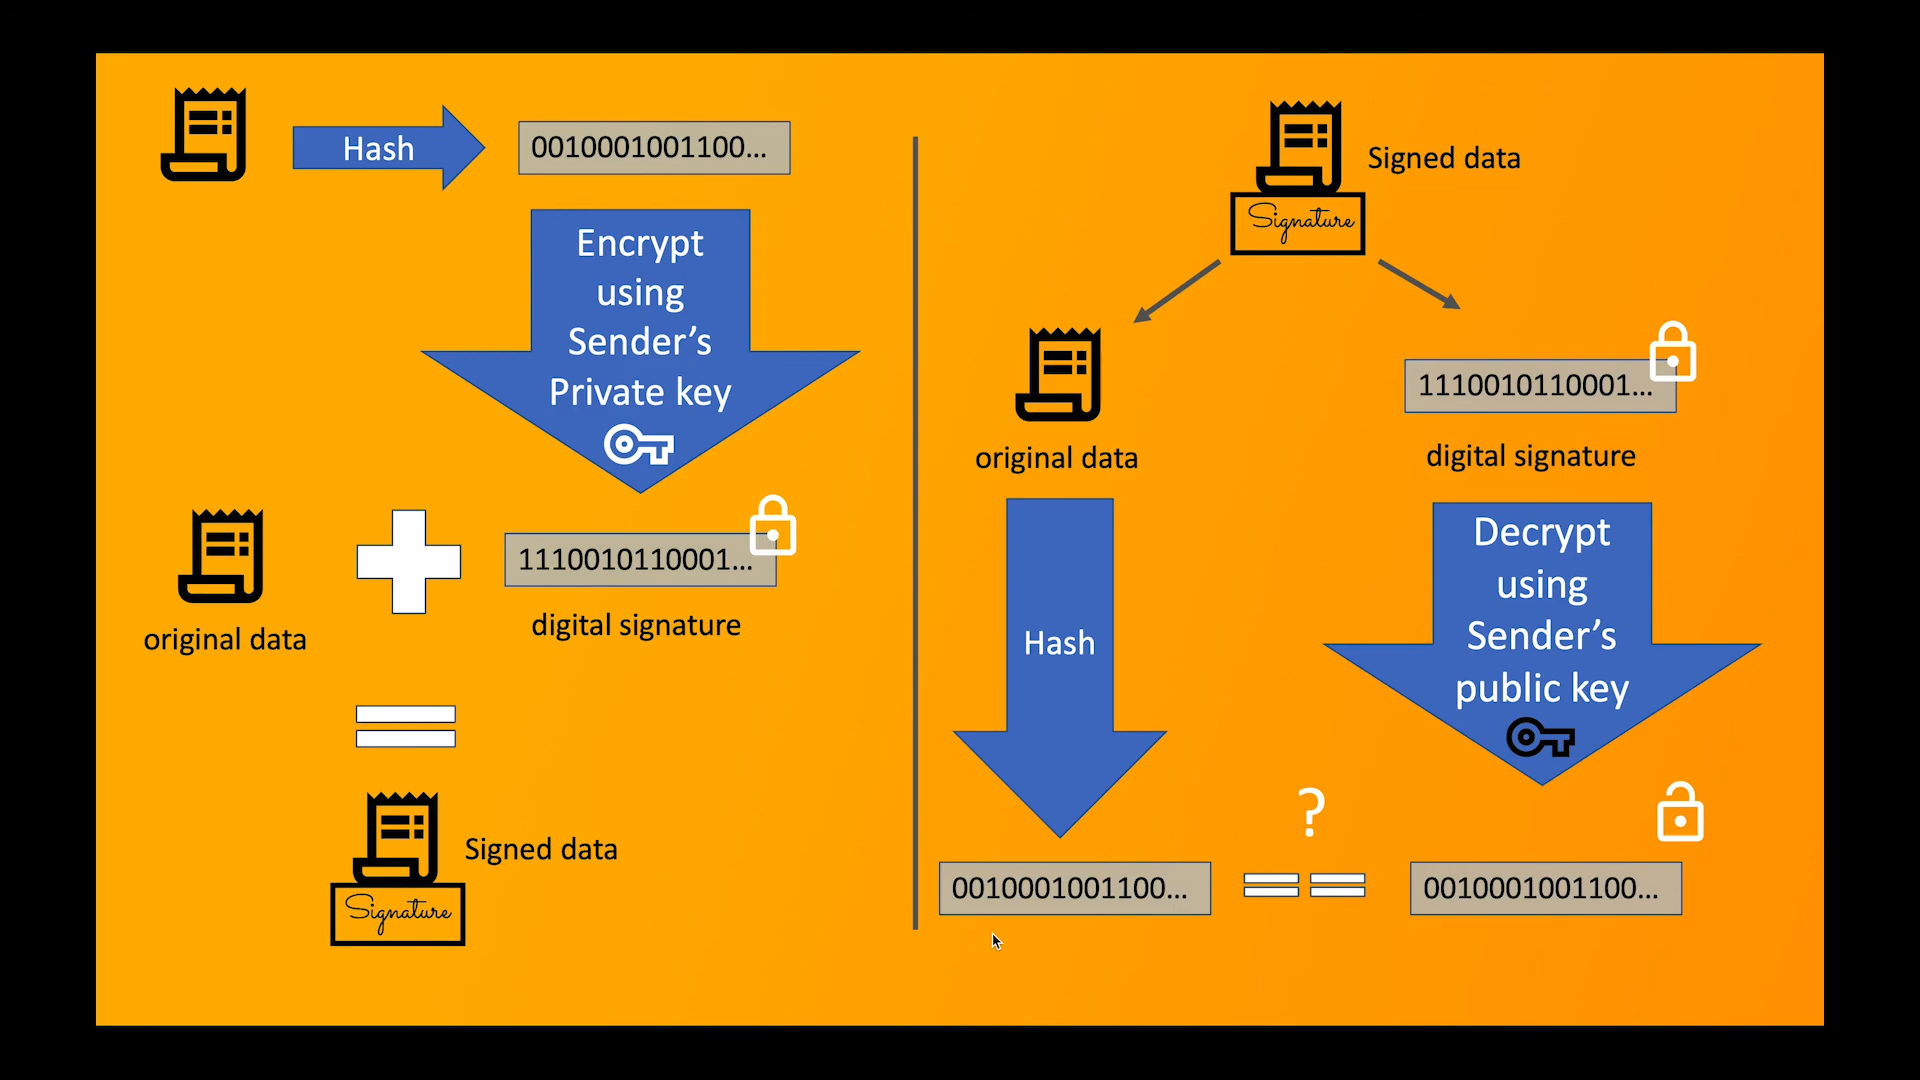 Hash
0010001001100...
Encrypt
using
Sender's
Private key
original data
1110010110001...
digital signature
Signed data
Signature
Signed data
Signature
original data
1110010110001...
digital signature
Hash
Decrypt
using
Sender's
public key
?
0010001001100...
==
0010001001100...